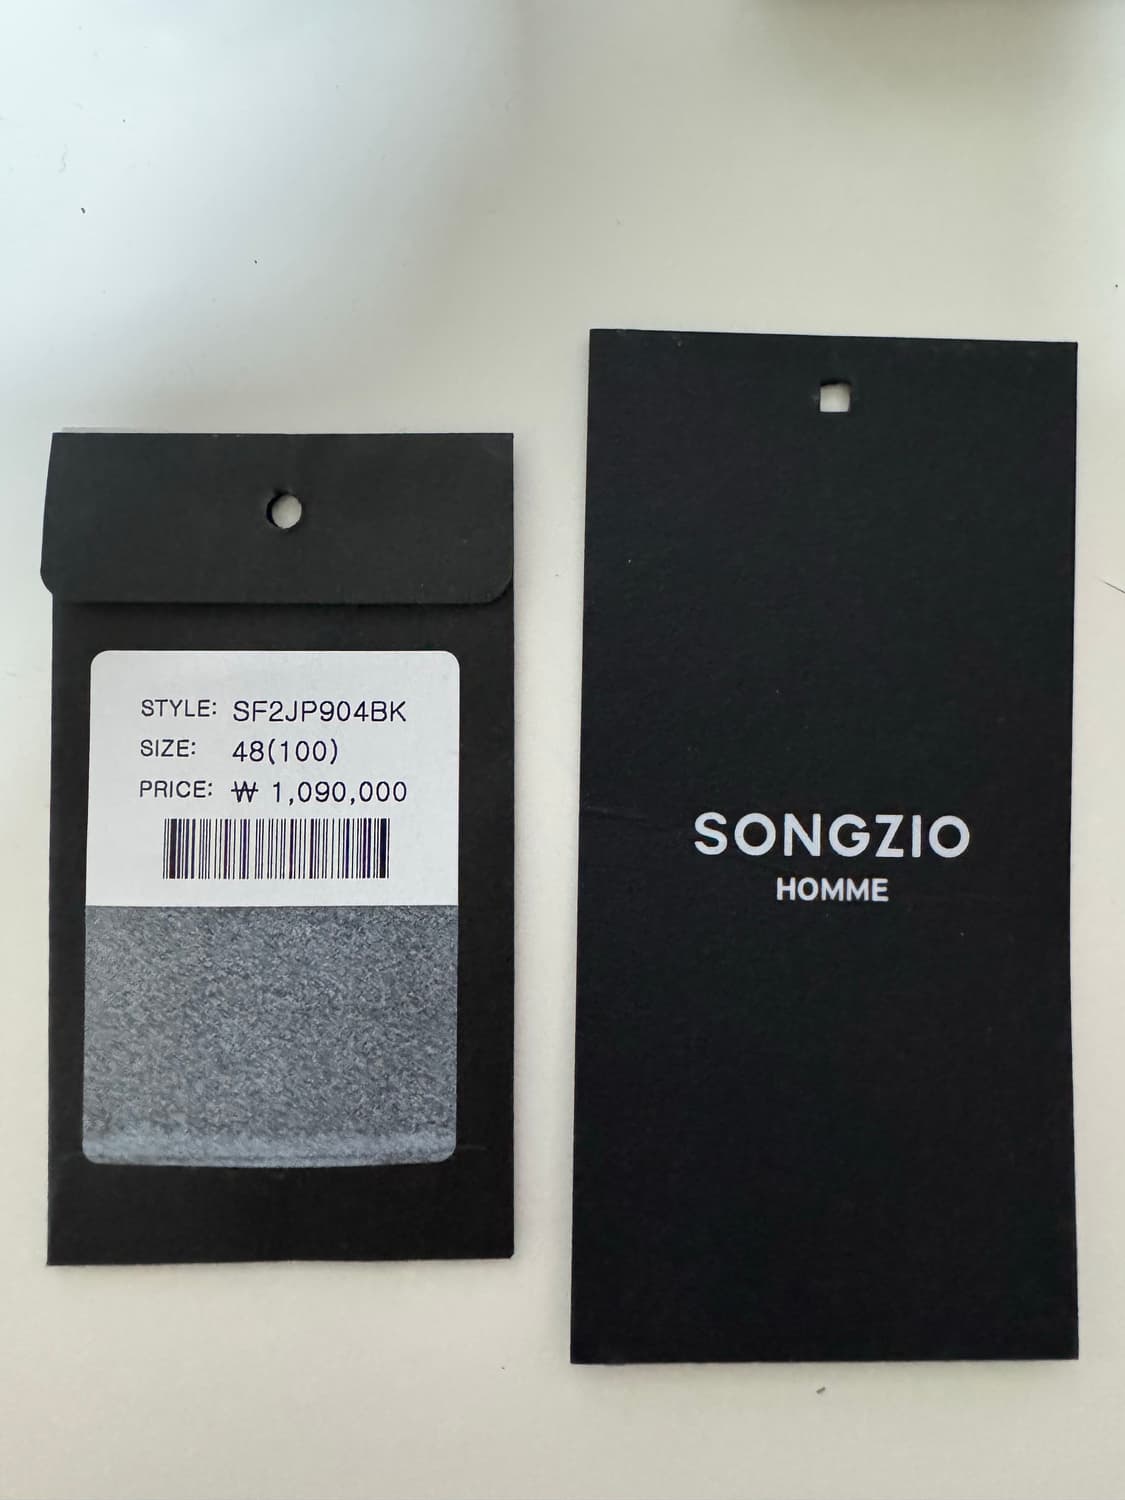 STYLE: SF2JP904BK
SIZE: 48(100)
PRICE: ₩ 1,090,000
SONGZIO
HOMME